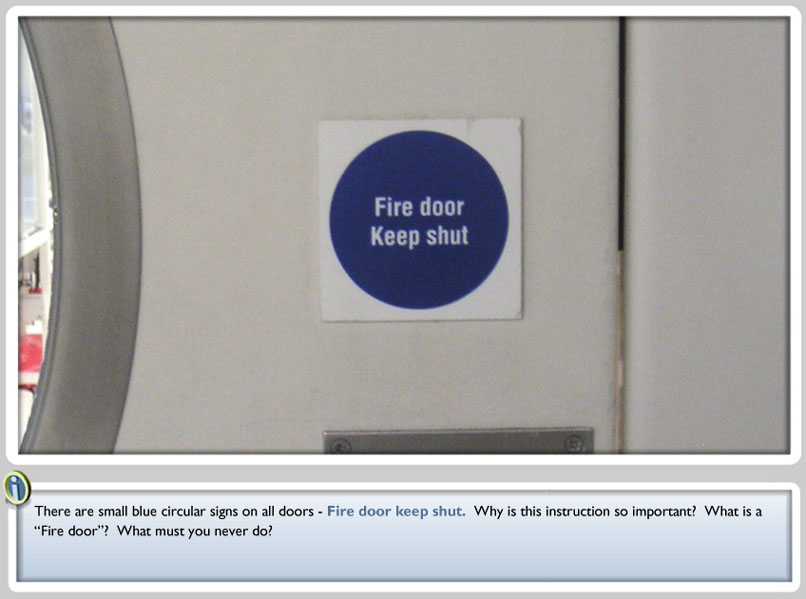 Fire door
Keep shut
There are small blue circular signs on all doors - Fire door keep shut.  Why is this instruction so important?  What is a
“Fire door”?  What must you never do?